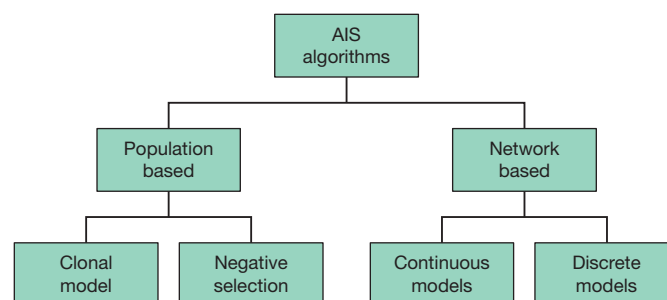 AIS
algorithms
Population
based
Network
based
Clonal
model
Negative
selection
Continuous
models
Discrete
models